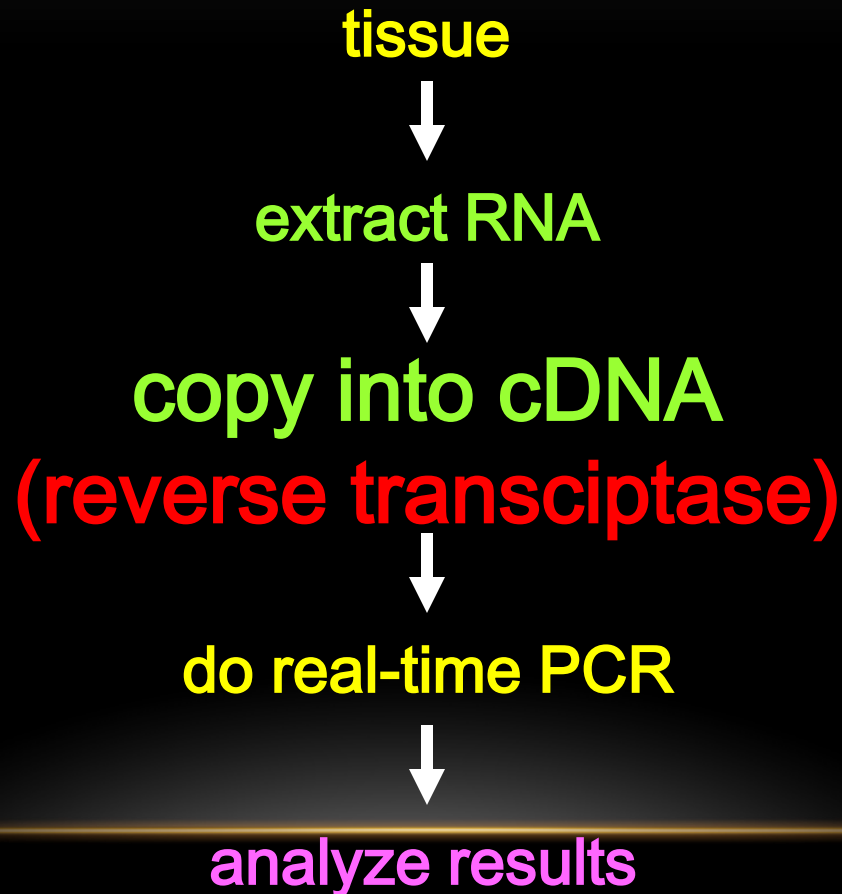 tissue
extract RNA
copy into cDNA
(reverse transciptase)
do real-time PCR
analyze results